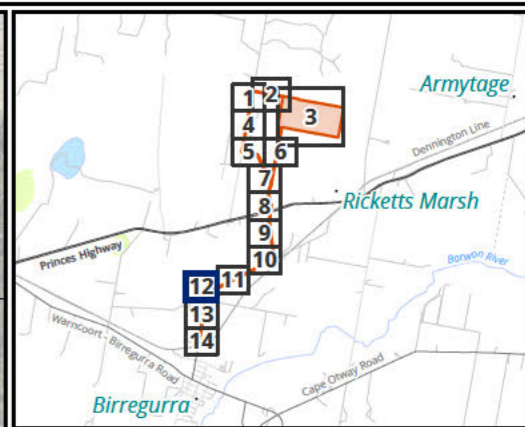 1
2
3
Armytage
4
Dennington Line
5
6
7
Ricketts Marsh
8
9
Princes Highway
10
Barwon River
11
12
13
14
Warncoort - Birregurra Road
Cape Otway Road
Birregurra